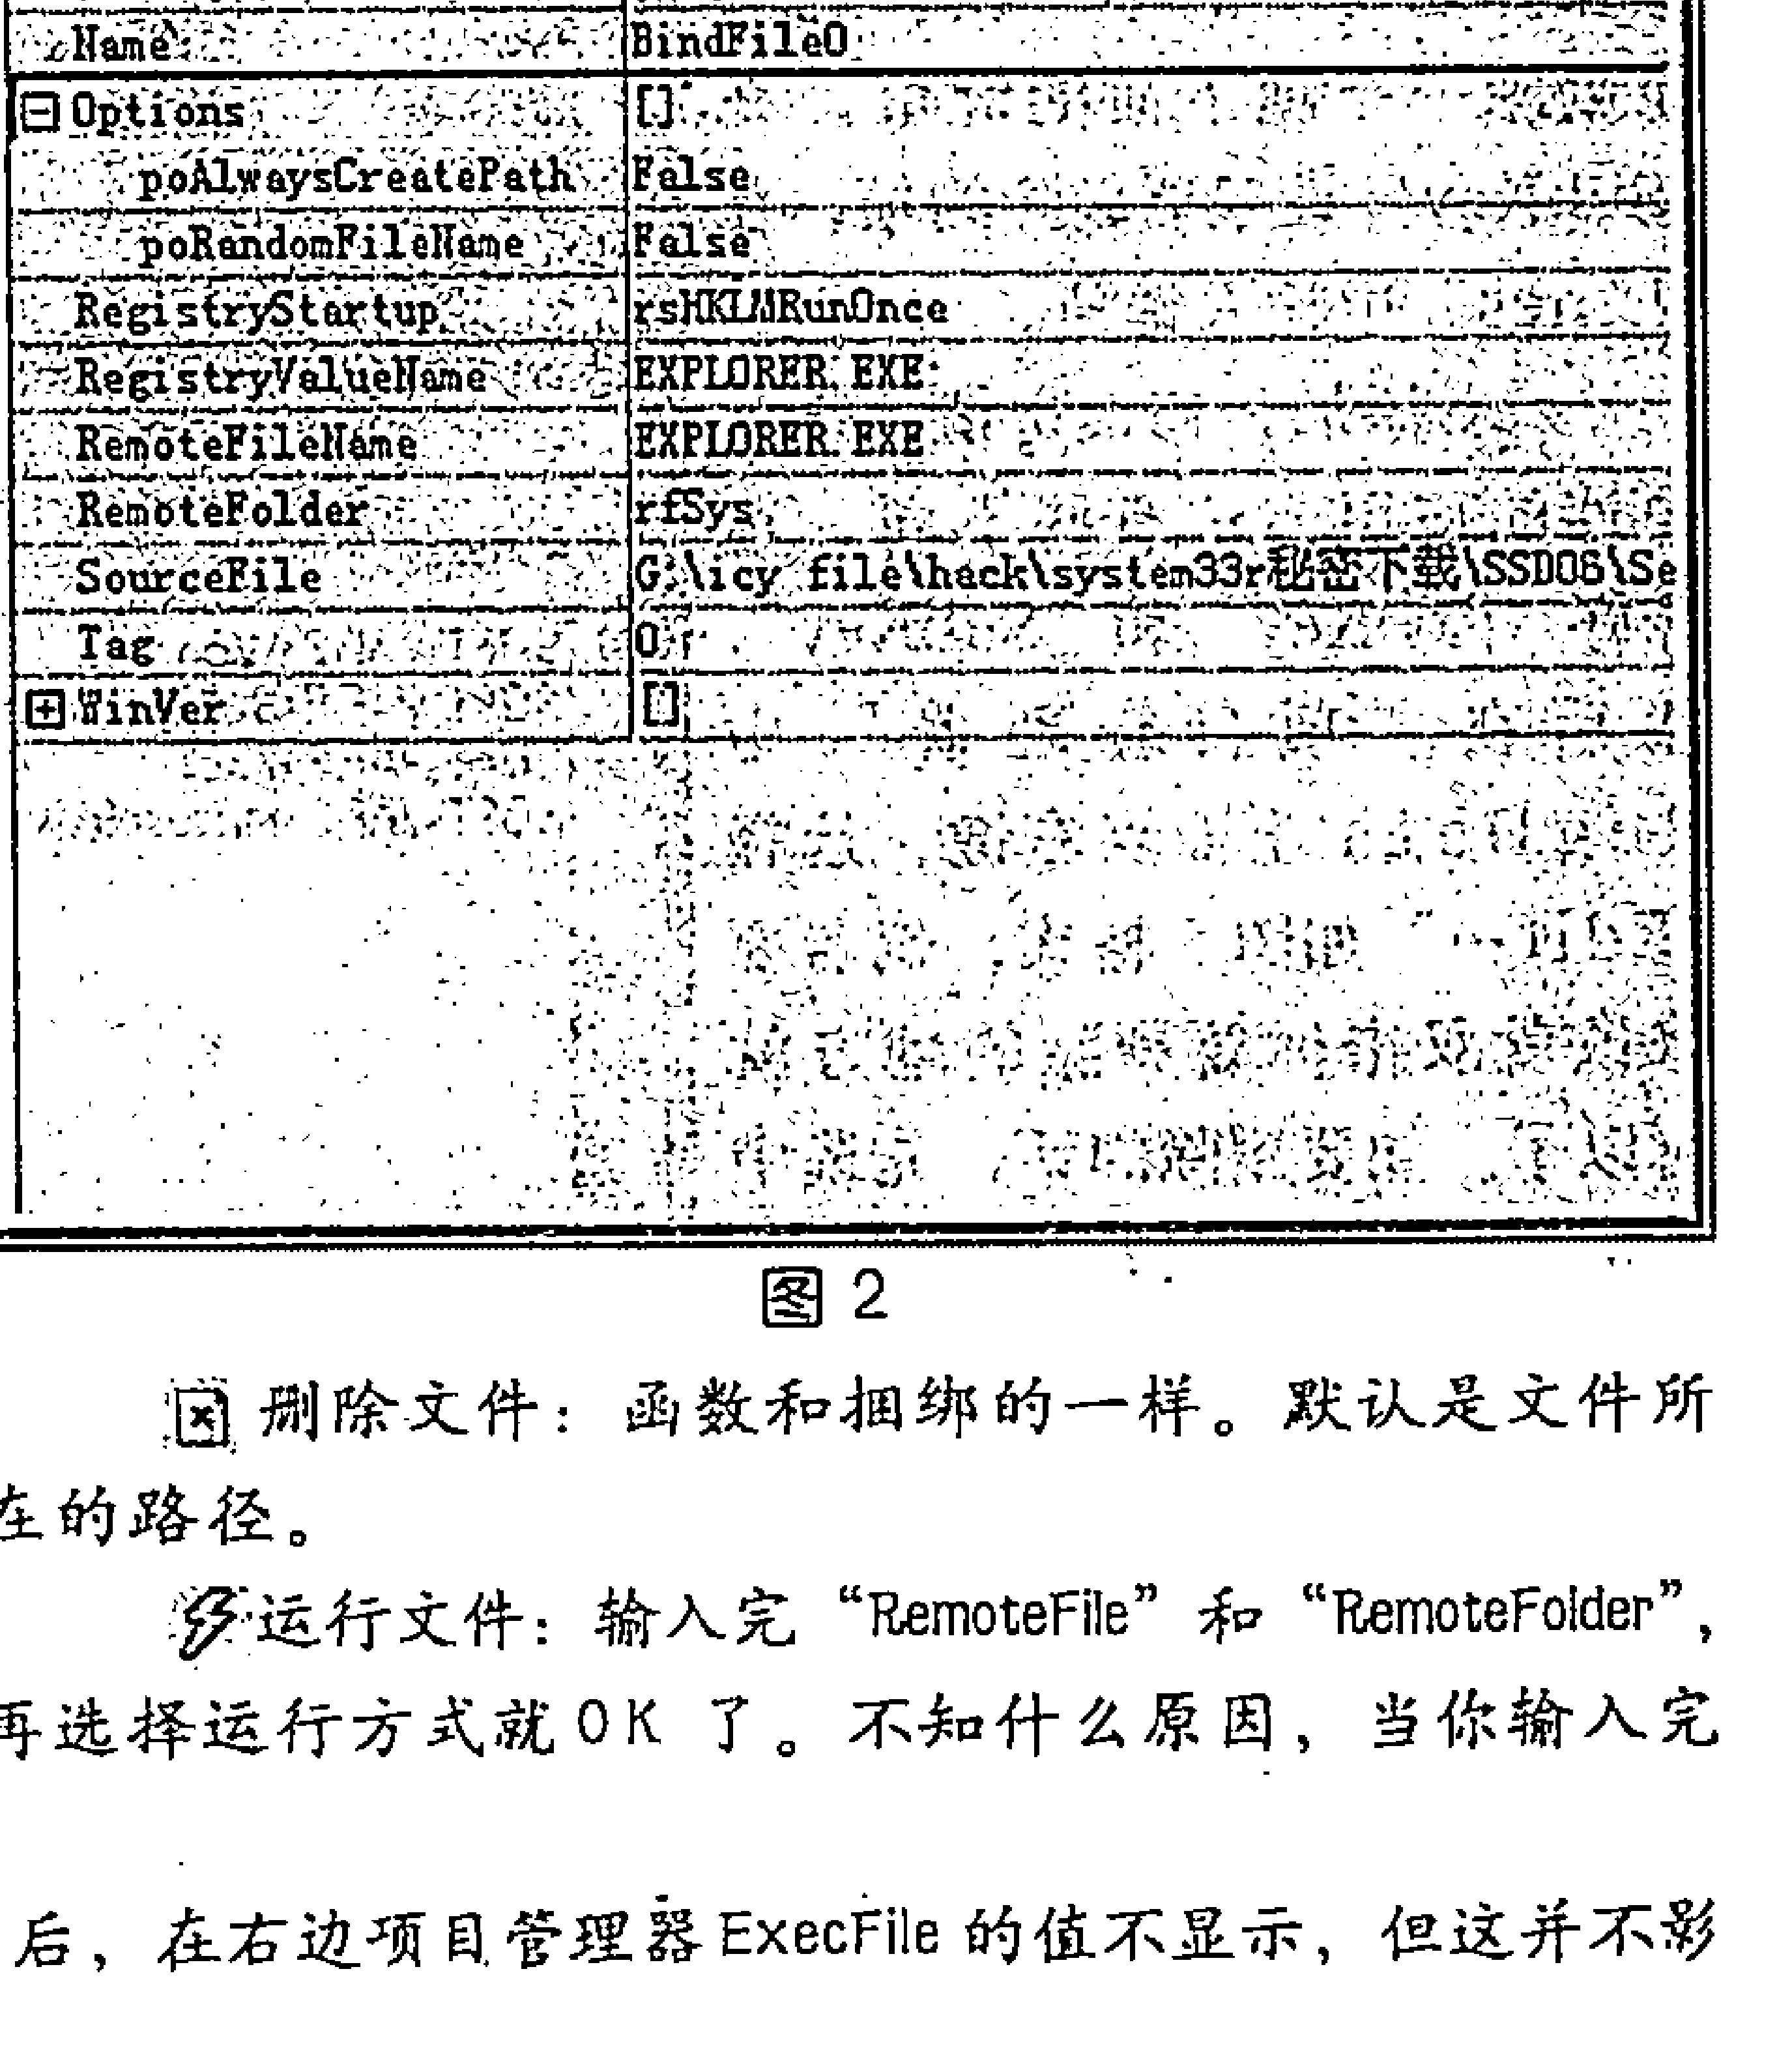 Name BindFile0
Options []
poAlwaysCreatePath False
poRandomFileName False
RegistryStartup rsHKLMRunOnce
RegistryValueName EXPLORER.EXE
RemoteFileName EXPLORER.EXE
RemoteFolder rfSys
SourceFile G:\icy file\hack\system33r秘密下载\SSD06\Se
Tag 0
WinVer []
图 2
删除文件：函数和捆绑的一样。默认是文件所
在的路径。
运行文件：输入完“RemoteFile”和“RemoteFolder”，
再选择运行方式就OK了。不知什么原因，当你输入完
后，在右边项目管理器ExecFile的值不显示，但这并不影